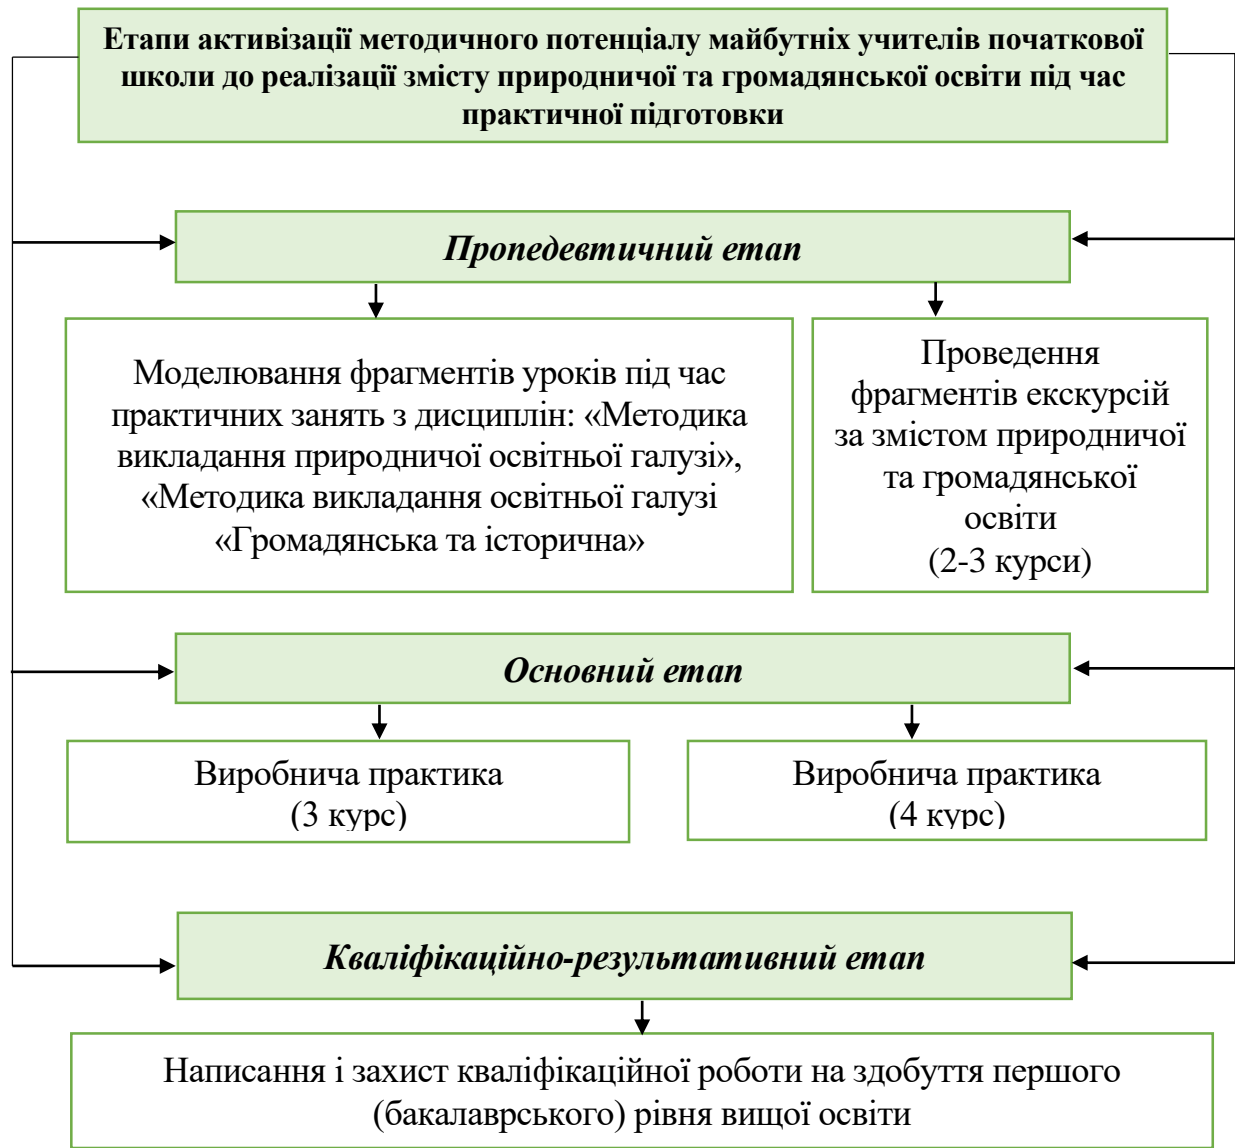 Етапи активізації методичного потенціалу майбутніх учителів початкової
школи до реалізації змісту природничої та громадянської освіти під час
практичної підготовки
Пропедевтичний етап
Моделювання фрагментів уроків під час
практичних занять з дисциплін: «Методика
викладання природничої освітньої галузі»,
«Методика викладання освітньої галузі
«Громадянська та історична»
Проведення
фрагментів екскурсій
за змістом природничої
та громадянської
освіти
(2-3 курси)
Основний етап
Виробнича практика
(3 курс)
Виробнича практика
(4 курс)
Кваліфікаційно-результативний етап
Написання і захист кваліфікаційної роботи на здобуття першого
(бакалаврського) рівня вищої освіти